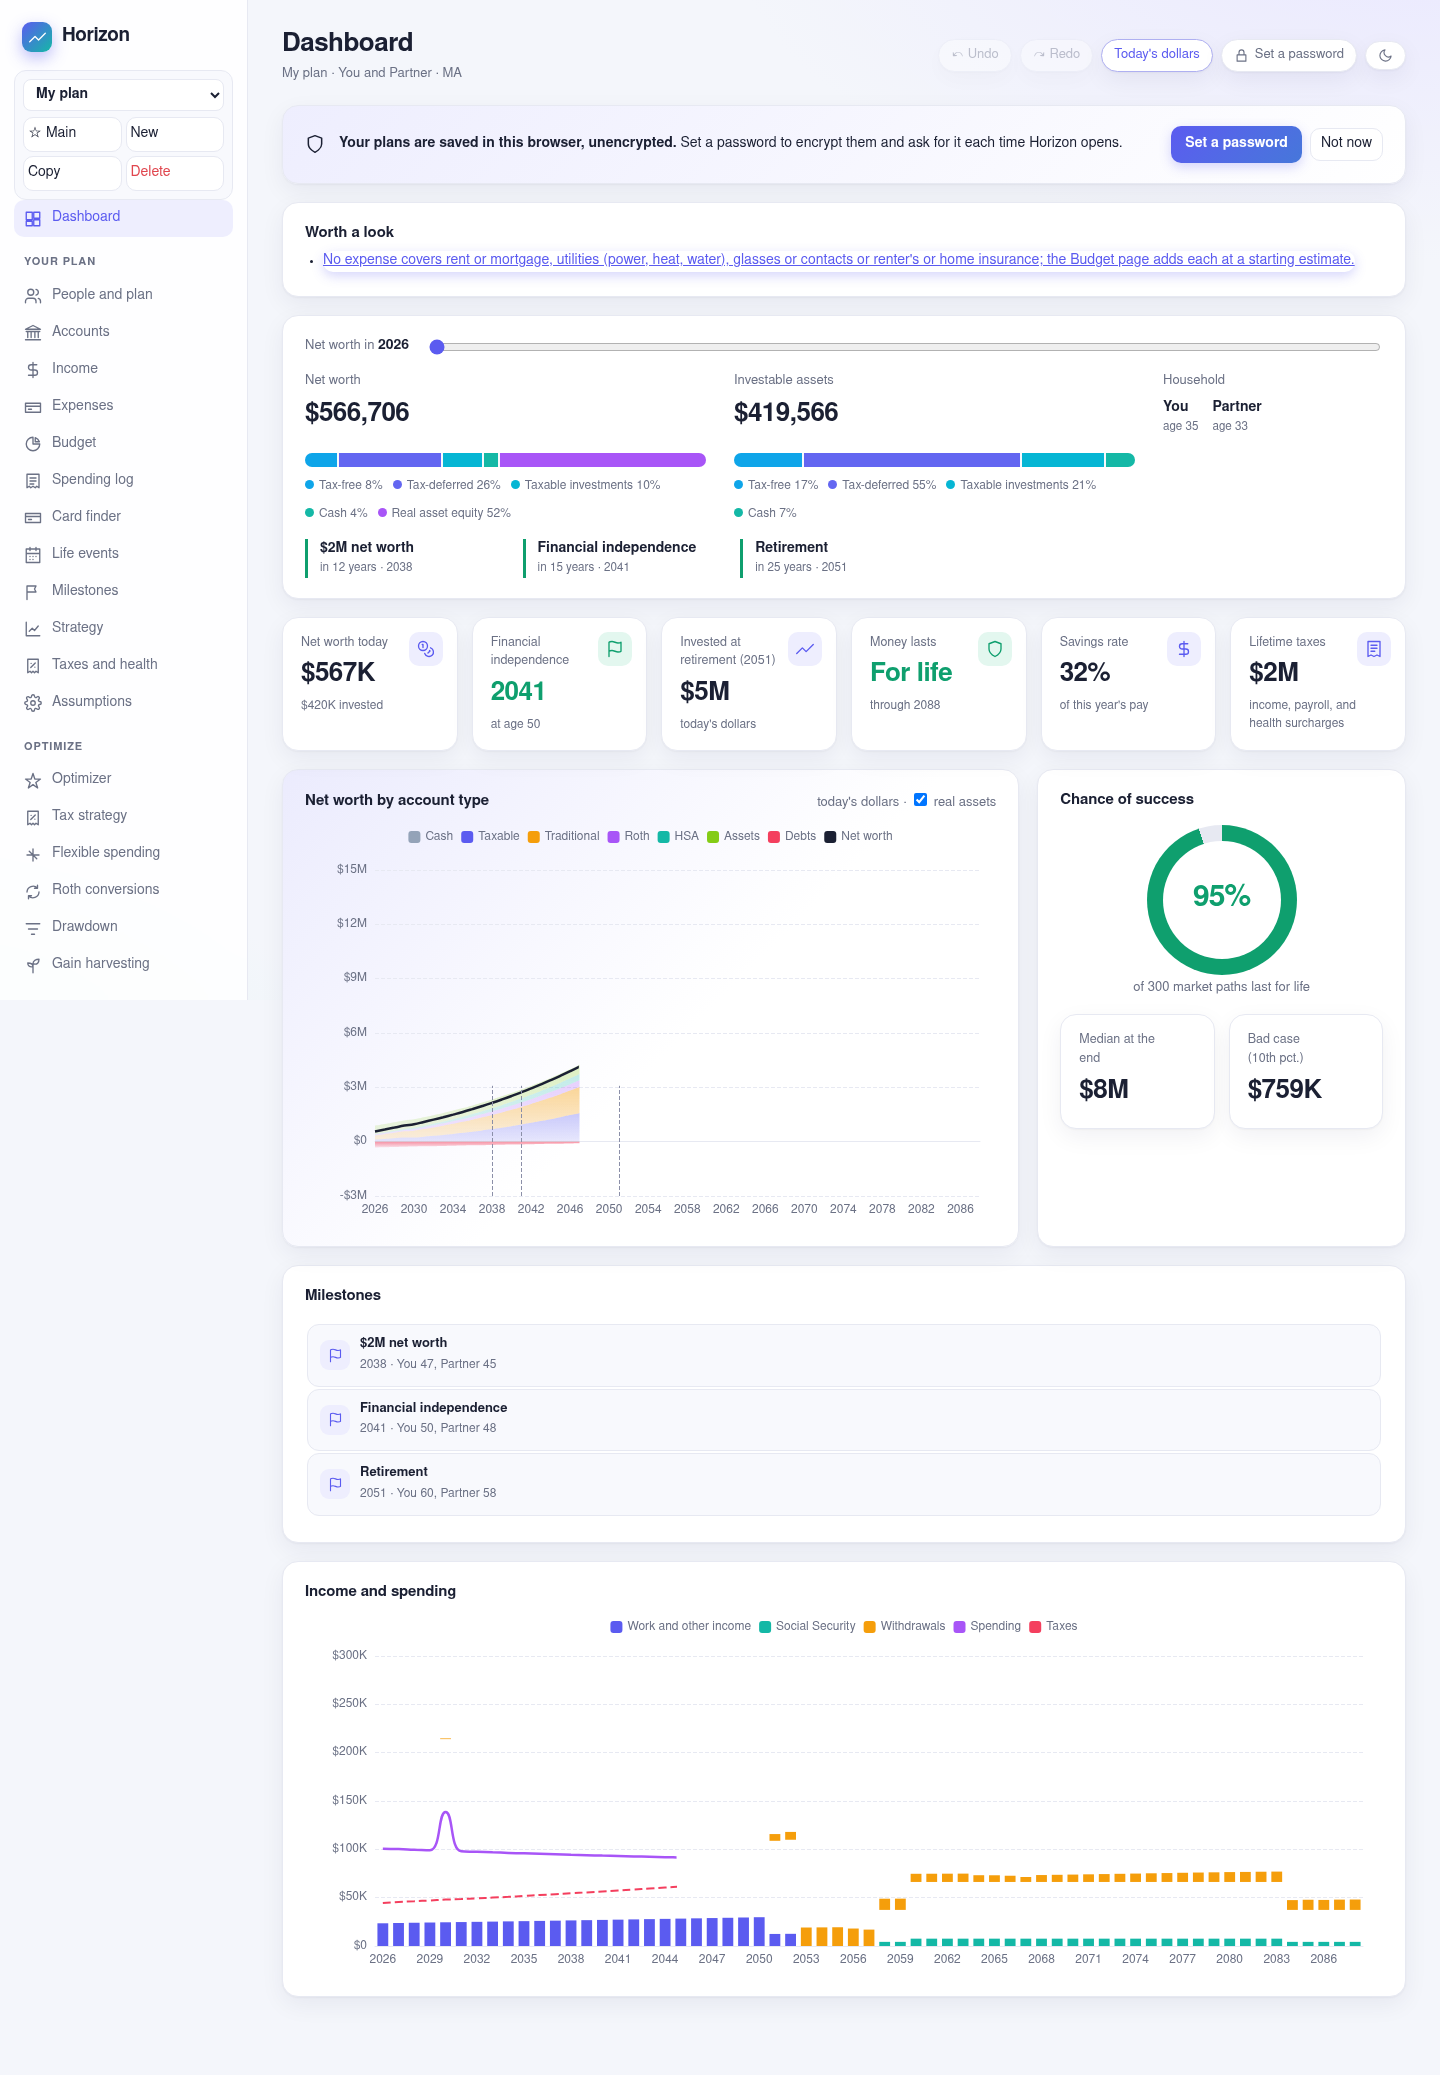 Horizon
My plan
☆ Main
New
Copy
Delete
Dashboard
YOUR PLAN
People and plan
Accounts
Income
Expenses
Budget
Spending log
Card finder
Life events
Milestones
Strategy
Taxes and health
Assumptions
OPTIMIZE
Optimizer
Tax strategy
Flexible spending
Roth conversions
Drawdown
Gain harvesting
Dashboard
My plan · You and Partner · MA
Undo
Redo
Today's dollars
Set a password
Your plans are saved in this browser, unencrypted. Set a password to encrypt them and ask for it each time Horizon opens.
Set a password
Not now
Worth a look
• No expense covers rent or mortgage, utilities (power, heat, water), glasses or contacts or renter's or home insurance; the Budget page adds each at a starting estimate.
Net worth in 2026
Net worth
$566,706
Tax-free 8% Tax-deferred 26% Taxable investments 10%
Cash 4% Real asset equity 52%
Investable assets
$419,566
Tax-free 17% Tax-deferred 55% Taxable investments 21%
Cash 7%
Household
You Partner
age 35 age 33
$2M net worth
in 12 years · 2038
Financial independence
in 15 years · 2041
Retirement
in 25 years · 2051
Net worth today
$567K
$420K invested
Financial
independence
2041
at age 50
Invested at
retirement (2051)
$5M
today's dollars
Money lasts
For life
through 2088
Savings rate
32%
of this year's pay
Lifetime taxes
$2M
income, payroll, and
health surcharges
Net worth by account type
today's dollars · real assets
Cash Taxable Traditional Roth HSA Assets Debts Net worth
$15M
$12M
$9M
$6M
$3M
$0
-$3M
2026 2030 2034 2038 2042 2046 2050 2054 2058 2062 2066 2070 2074 2078 2082 2086
Chance of success
95%
of 300 market paths last for life
Median at the
end
$8M
Bad case
(10th pct.)
$759K
Milestones
$2M net worth
2038 · You 47, Partner 45
Financial independence
2041 · You 50, Partner 48
Retirement
2051 · You 60, Partner 58
Income and spending
Work and other income Social Security Withdrawals Spending Taxes
$300K
$250K
$200K
$150K
$100K
$50K
$0
2026 2029 2032 2035 2038 2041 2044 2047 2050 2053 2056 2059 2062 2065 2068 2071 2074 2077 2080 2083 2086